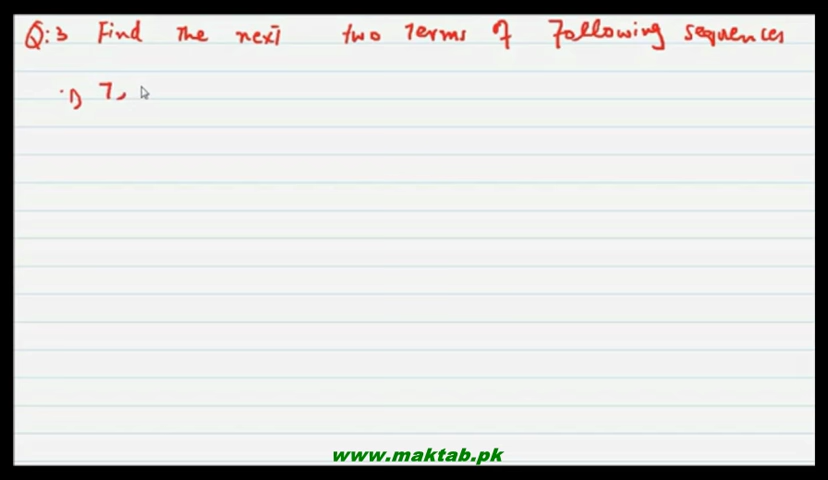 Q:3 Find the next two Terms of Following sequences
i) 7,
www.maktab.pk